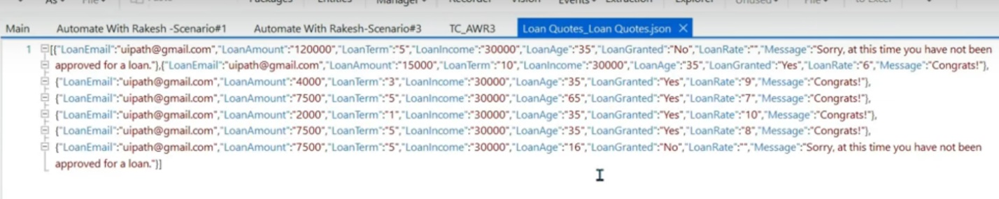 As File
Packages Entities Manager Recorder Vision Events Extraction Explorer Unused File to Excel
Main Automate With Rakesh -Scenario#1 Automate With Rakesh-Scenario#3 TC_AWR3 Loan Quotes_Loan Quotes.json ✕
1 [{"LoanEmail":"uipath@gmail.com","LoanAmount":"120000","LoanTerm":"5","LoanIncome":"30000","LoanAge":"35","LoanGranted":"No","LoanRate":"","Message":"Sorry, at this time you have not been
approved for a loan."},{"LoanEmail":"uipath@gmail.com","LoanAmount":"15000","LoanTerm":"10","LoanIncome":"30000","LoanAge":"35","LoanGranted":"Yes","LoanRate":"6","Message":"Congrats!"},
{"LoanEmail":"uipath@gmail.com","LoanAmount":"4000","LoanTerm":"3","LoanIncome":"30000","LoanAge":"35","LoanGranted":"Yes","LoanRate":"9","Message":"Congrats!"},
{"LoanEmail":"uipath@gmail.com","LoanAmount":"7500","LoanTerm":"5","LoanIncome":"30000","LoanAge":"65","LoanGranted":"Yes","LoanRate":"7","Message":"Congrats!"},
{"LoanEmail":"uipath@gmail.com","LoanAmount":"2000","LoanTerm":"1","LoanIncome":"30000","LoanAge":"35","LoanGranted":"Yes","LoanRate":"10","Message":"Congrats!"},
{"LoanEmail":"uipath@gmail.com","LoanAmount":"7500","LoanTerm":"5","LoanIncome":"30000","LoanAge":"35","LoanGranted":"Yes","LoanRate":"8","Message":"Congrats!"},
{"LoanEmail":"uipath@gmail.com","LoanAmount":"7500","LoanTerm":"5","LoanIncome":"30000","LoanAge":"16","LoanGranted":"No","LoanRate":"","Message":"Sorry, at this time you have not been
approved for a loan."}]